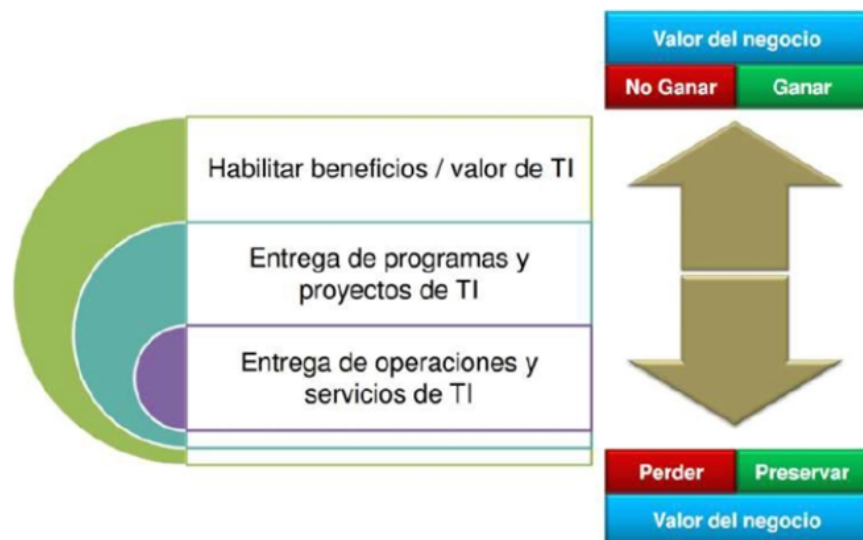 Valor del negocio
No Ganar
Ganar
Habilitar beneficios / valor de TI
Entrega de programas y
proyectos de TI
Entrega de operaciones y
servicios de TI
Perder
Preservar
Valor del negocio